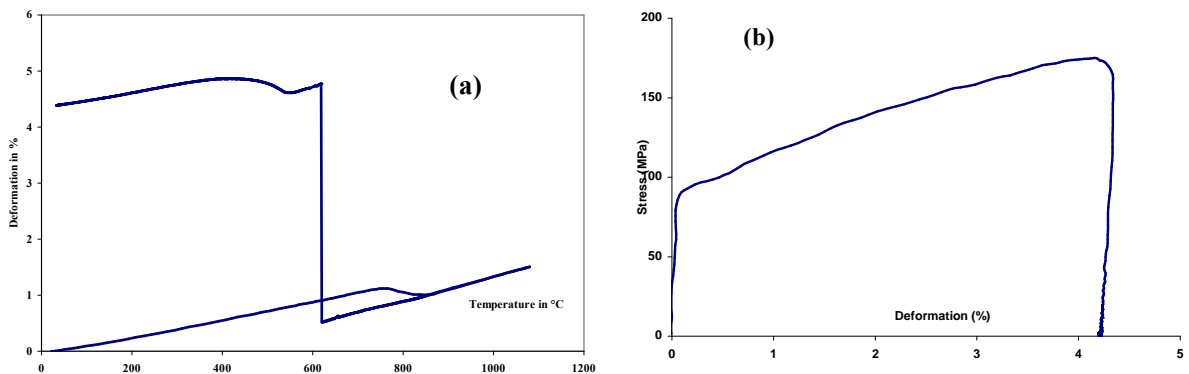 6
5
4
3
2
1
0
0 200 400 600 800 1000 1200
Deformation in %
Temperature in °C
(a)
200
150
100
50
0
0 1 2 3 4 5
Stress (MPa)
Deformation (%)
(b)